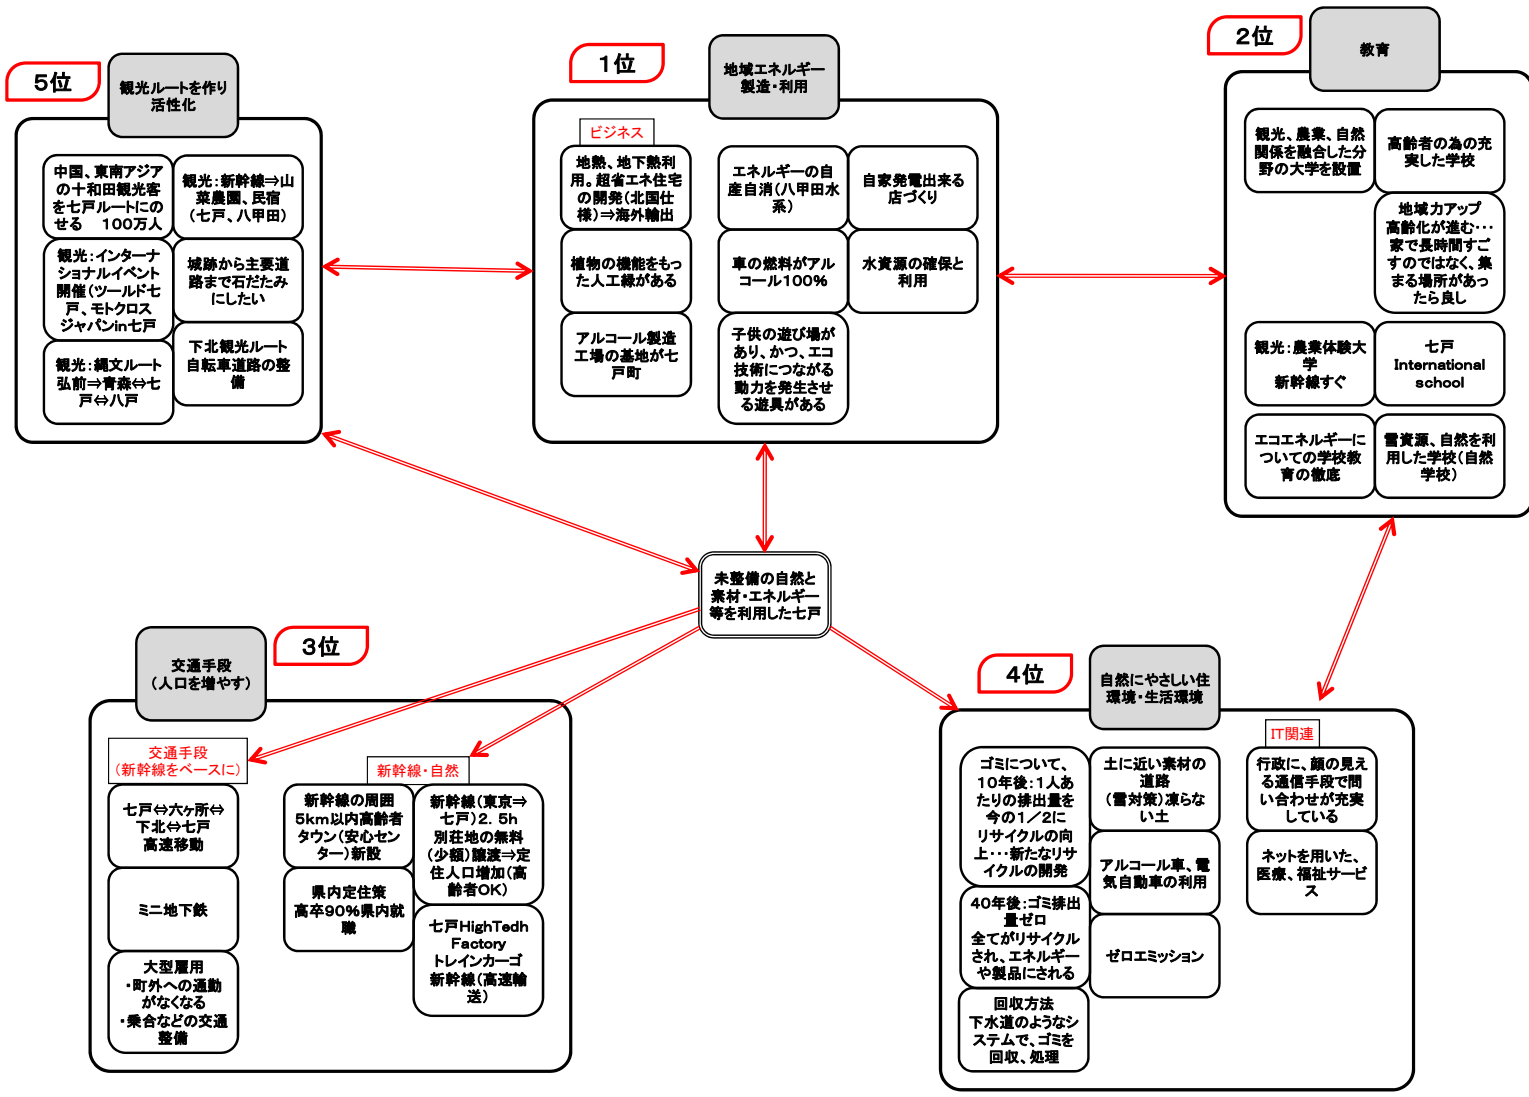 5位
観光ルートを作り
活性化
中国、東南アジア
の十和田観光客
を七戸ルートにの
せる　100万人
観光：新幹線⇒山
菜農園、民宿
（七戸、八甲田）
観光：インターナ
ショナルイベント
開催（ツールド七
戸、モトクロス
ジャパンin七戸
城跡から主要道
路まで石だたみ
にしたい
観光：縄文ルート
弘前⇒青森⇔七
戸⇔八戸
下北観光ルート
自転車道路の整
備
1位
地域エネルギー
製造・利用
ビジネス
地熱、地下熱利
用。超省エネ住宅
の開発（北国仕
様）⇒海外輸出
植物の機能をもっ
た人工緑がある
アルコール製造
工場の基地が七
戸町
エネルギーの自
産自消（八甲田水
系）
自家発電出来る
店づくり
車の燃料がアル
コール100％
水資源の確保と
利用
子供の遊び場が
あり、かつ、エコ
技術につながる
動力を発生させ
る遊具がある
2位
教育
観光、農業、自然
関係を融合した分
野の大学を設置
高齢者の為の充
実した学校
地域力アップ
高齢化が進む・・・
家で長時間すご
すのではなく、集
まる場所があっ
たら良し
観光：農業体験大
学
新幹線すぐ
七戸
International
school
エコエネルギーに
ついての学校教
育の徹底
雪資源、自然を利
用した学校（自然
学校）
未整備の自然と
素材・エネルギー
等を利用した七戸
3位
交通手段
（人口を増やす）
交通手段
（新幹線をベースに）
七戸⇔六ヶ所⇔
下北⇔七戸
高速移動
ミニ地下鉄
大型雇用
・町外への通勤
がなくなる
・乗合などの交通
整備
新幹線・自然
新幹線の周囲
5km以内高齢者
タウン（安心セン
ター）新設
県内定住策
高卒90％県内就
職
新幹線（東京⇒
七戸）2．5h
別荘地の無料
（少額）譲渡⇒定
住人口増加（高
齢者OK）
七戸HighTedh
Factory
トレインカーゴ
新幹線（高速輸
送）
4位
自然にやさしい住
環境・生活環境
ゴミについて、
10年後：1人あ
たりの排出量を
今の1／2に
リサイクルの向
上・・・新たなリサ
イクルの開発
40年後：ゴミ排出
量ゼロ
全てがリサイクル
され、エネルギー
や製品にされる
回収方法
下水道のようなシ
ステムで、ゴミを
回収、処理
土に近い素材の
道路
（雪対策）凍らな
い土
アルコール車、電
気自動車の利用
ゼロエミッション
IT関連
行政に、顔の見え
る通信手段で問
い合わせが充実
している
ネットを用いた、
医療、福祉サービ
ス